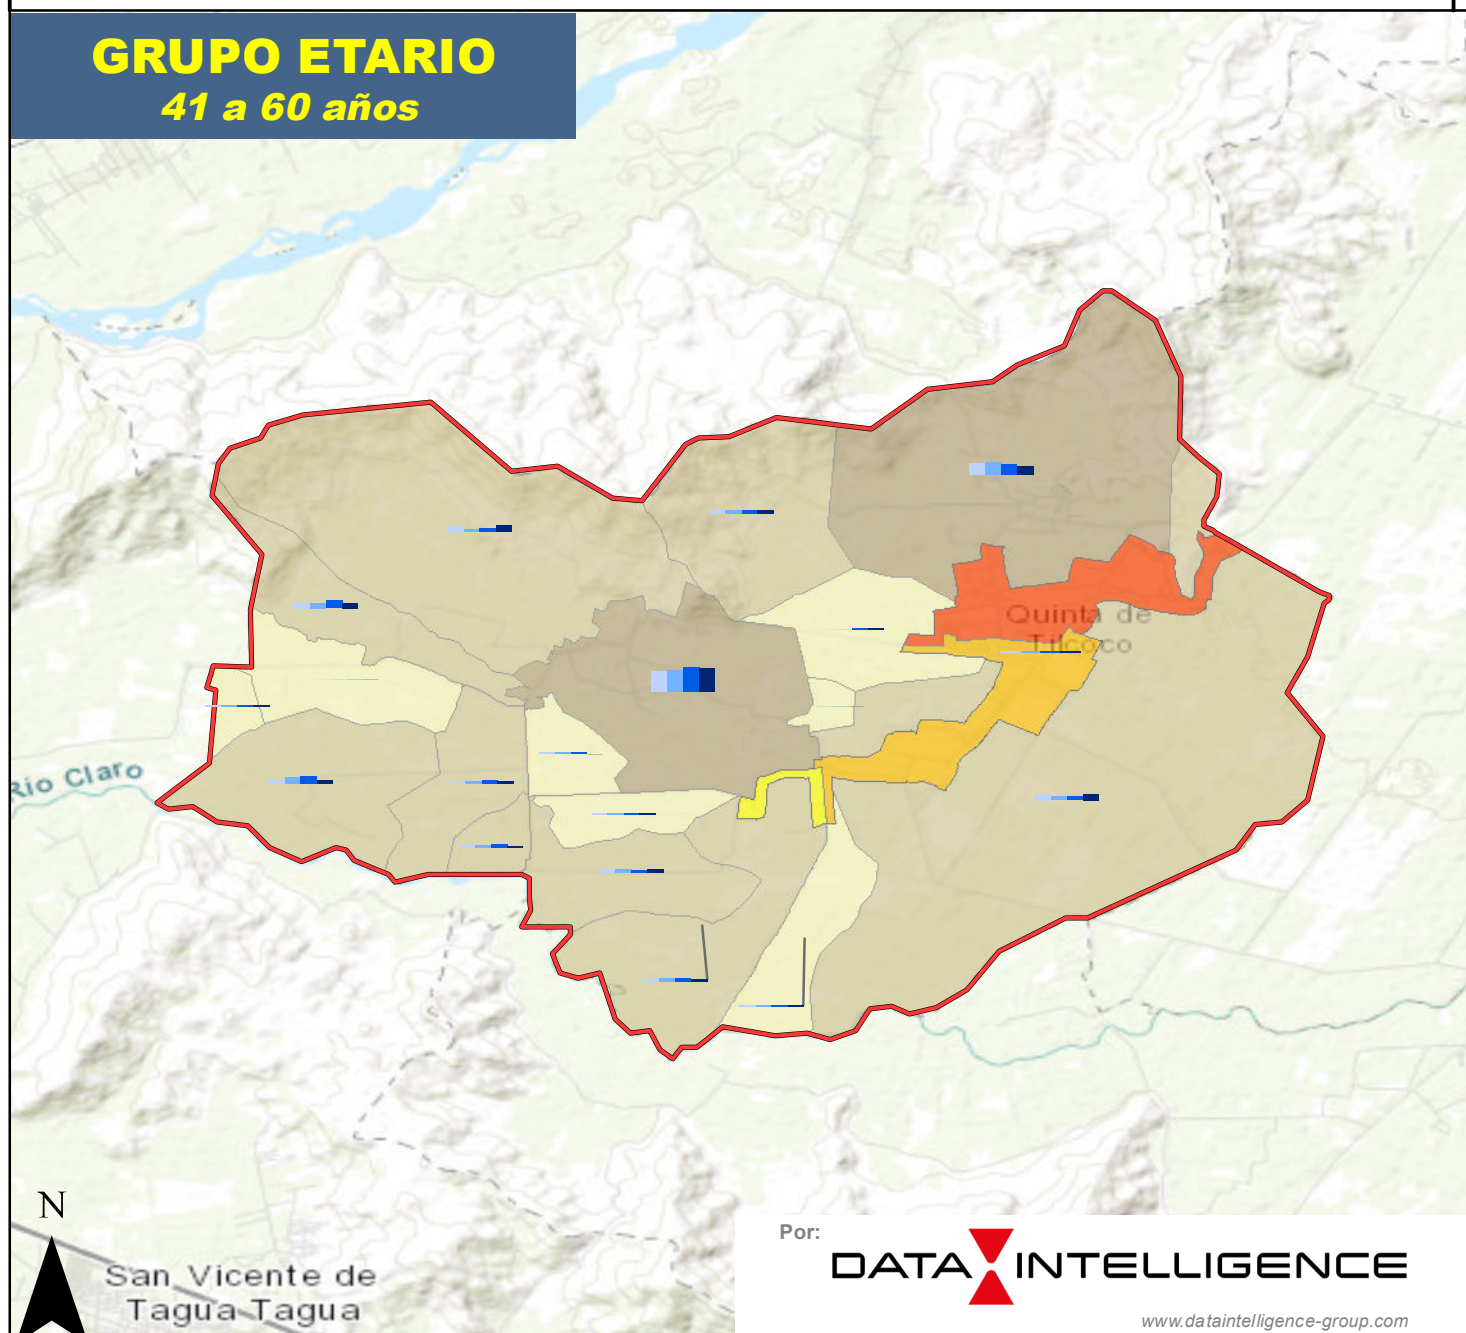 GRUPO ETARIO
41 a 60 años
Quinta de
Tilcoco
Rio Claro
N
San Vicente de
Tagua Tagua
Por:
DATA INTELLIGENCE
www.dataintelligence-group.com